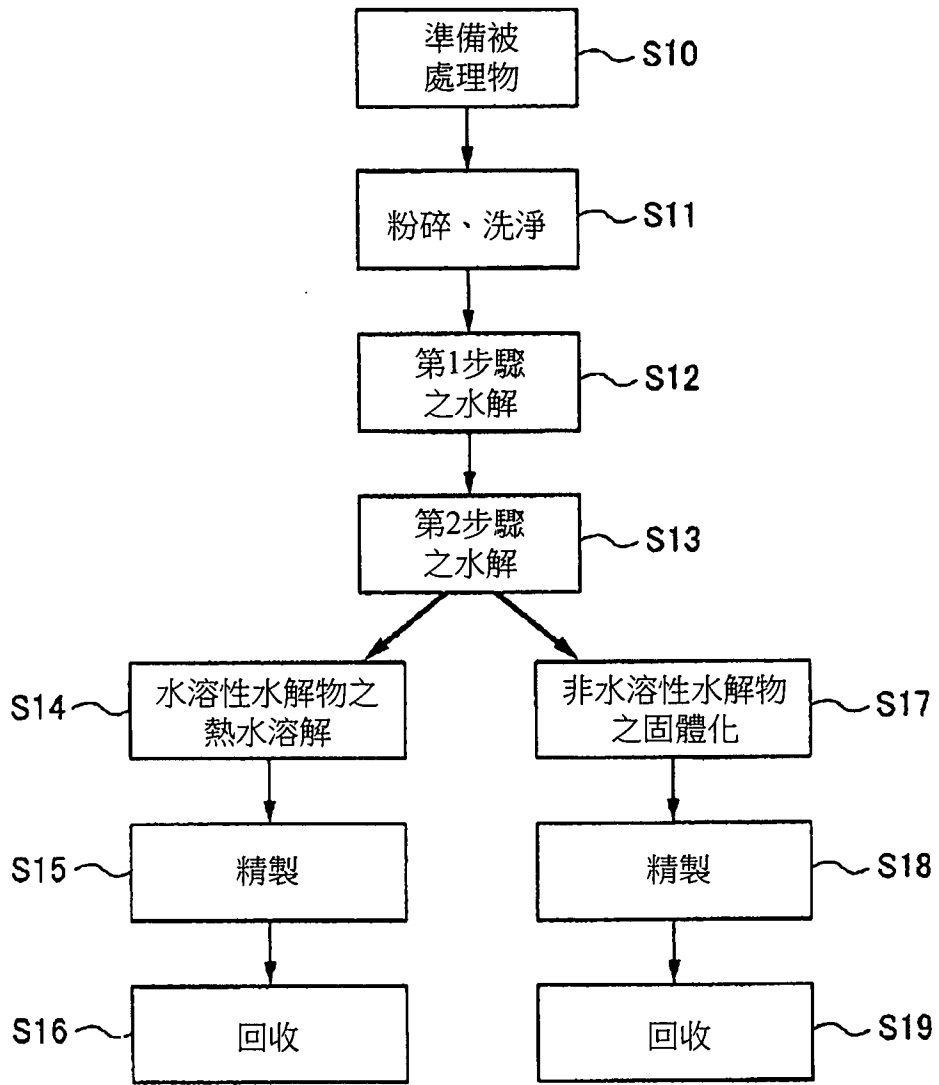 準備被
處理物
S10
粉碎、洗淨
S11
第1步驟
之水解
S12
第2步驟
之水解
S13
S14
水溶性水解物之
熱水溶解
非水溶性水解物
之固體化
S17
S15
精製
精製
S18
S16
回收
回收
S19